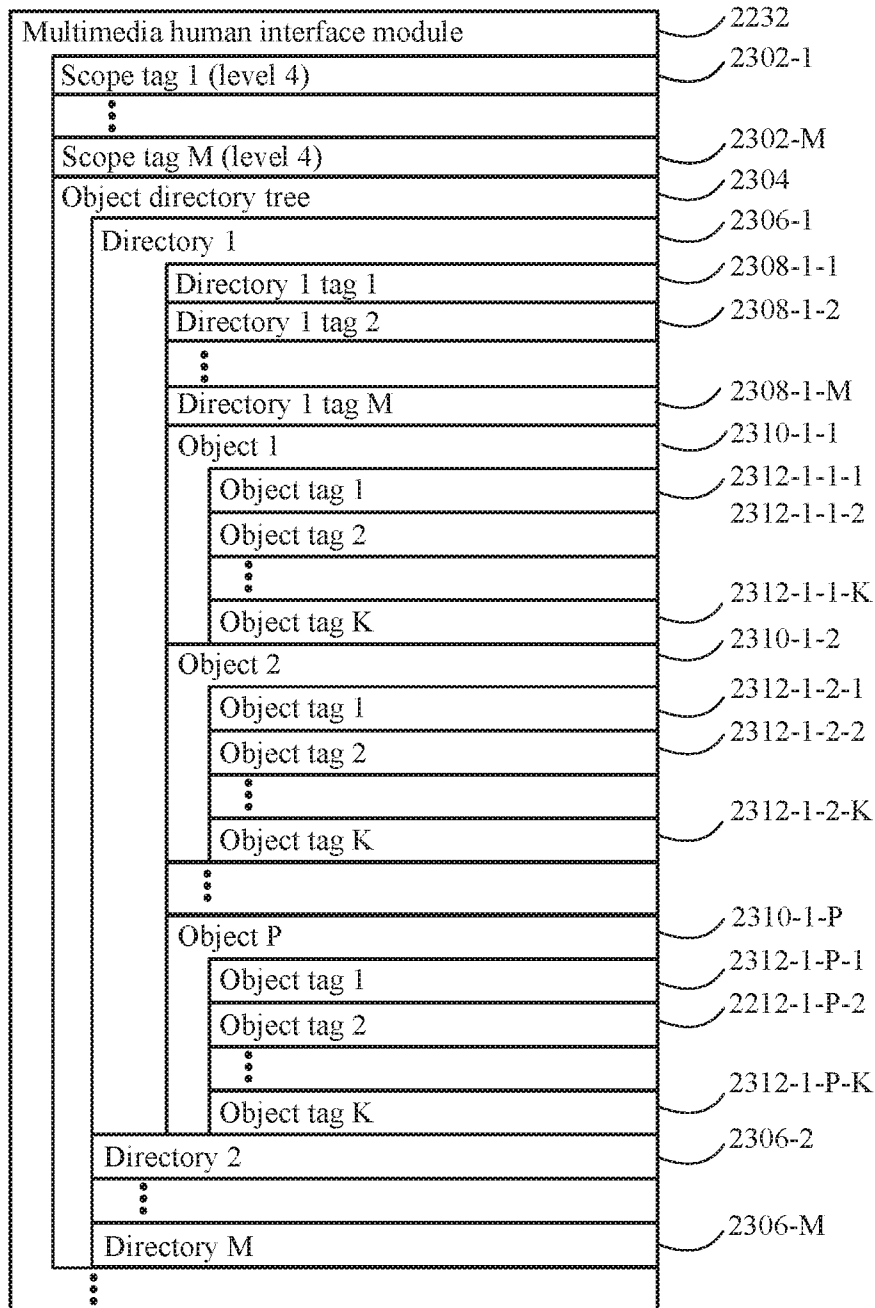 Multimedia human interface module 2232
Scope tag 1 (level 4) 2302-1
Scope tag M (level 4) 2302-M
Object directory tree 2304
Directory 1 2306-1
Directory 1 tag 1 2308-1-1
Directory 1 tag 2 2308-1-2
Directory 1 tag M 2308-1-M
Object 1 2310-1-1
Object tag 1 2312-1-1-1
Object tag 2 2312-1-1-2
Object tag K 2312-1-1-K
Object 2 2310-1-2
Object tag 1 2312-1-2-1
Object tag 2 2312-1-2-2
Object tag K 2312-1-2-K
Object P 2310-1-P
Object tag 1 2312-1-P-1
Object tag 2 2212-1-P-2
Object tag K 2312-1-P-K
Directory 2 2306-2
Directory M 2306-M